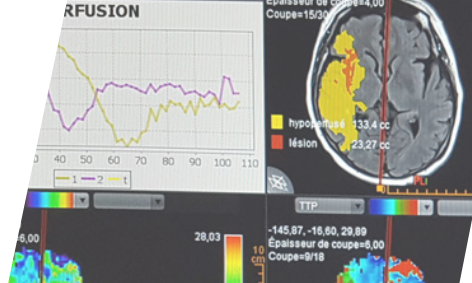 RFUSION
Épaisseur de coupe=4,00
Coupe=15/30
hypoperfusé 133,4 cc
lésion 23,27 cc
40 50 60 70 80 90 100 110
1 2 t
PLI
TTP
=6,00
28,03
10
cm
-145,87, -16,60, 29,89
Épaisseur de coupe=6,00
Coupe=9/18